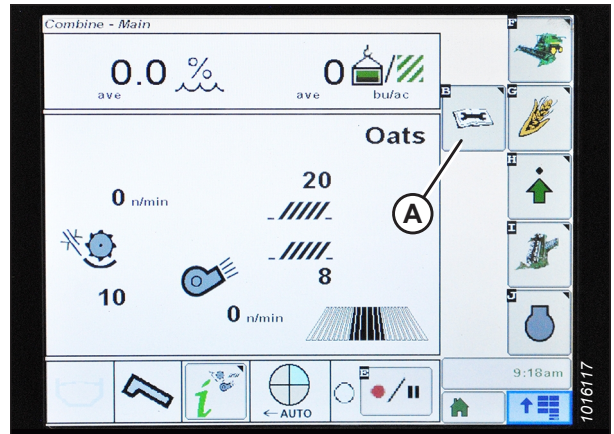 Combine - Main
F
0.0 %
ave
0 /
ave bu/ac
B
G
Oats
A
H
0 n/min
20
8
10
0 n/min
I
J
9:18am
E
i
← AUTO
/
1016117